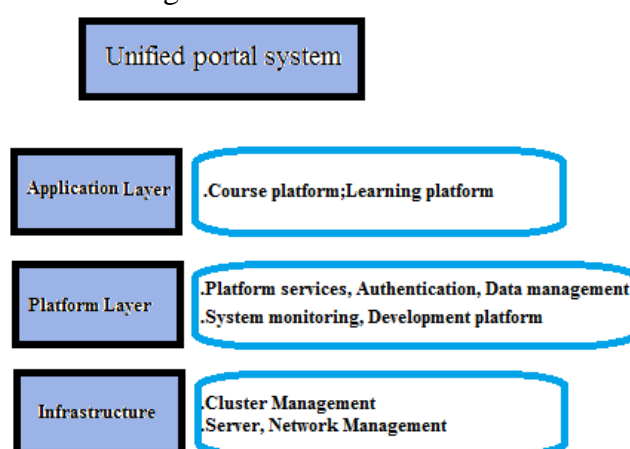 Unified portal system
Application Layer
.Course platform;Learning platform
Platform Layer
.Platform services, Authentication, Data management
.System monitoring, Development platform
Infrastructure
.Cluster Management
.Server, Network Management